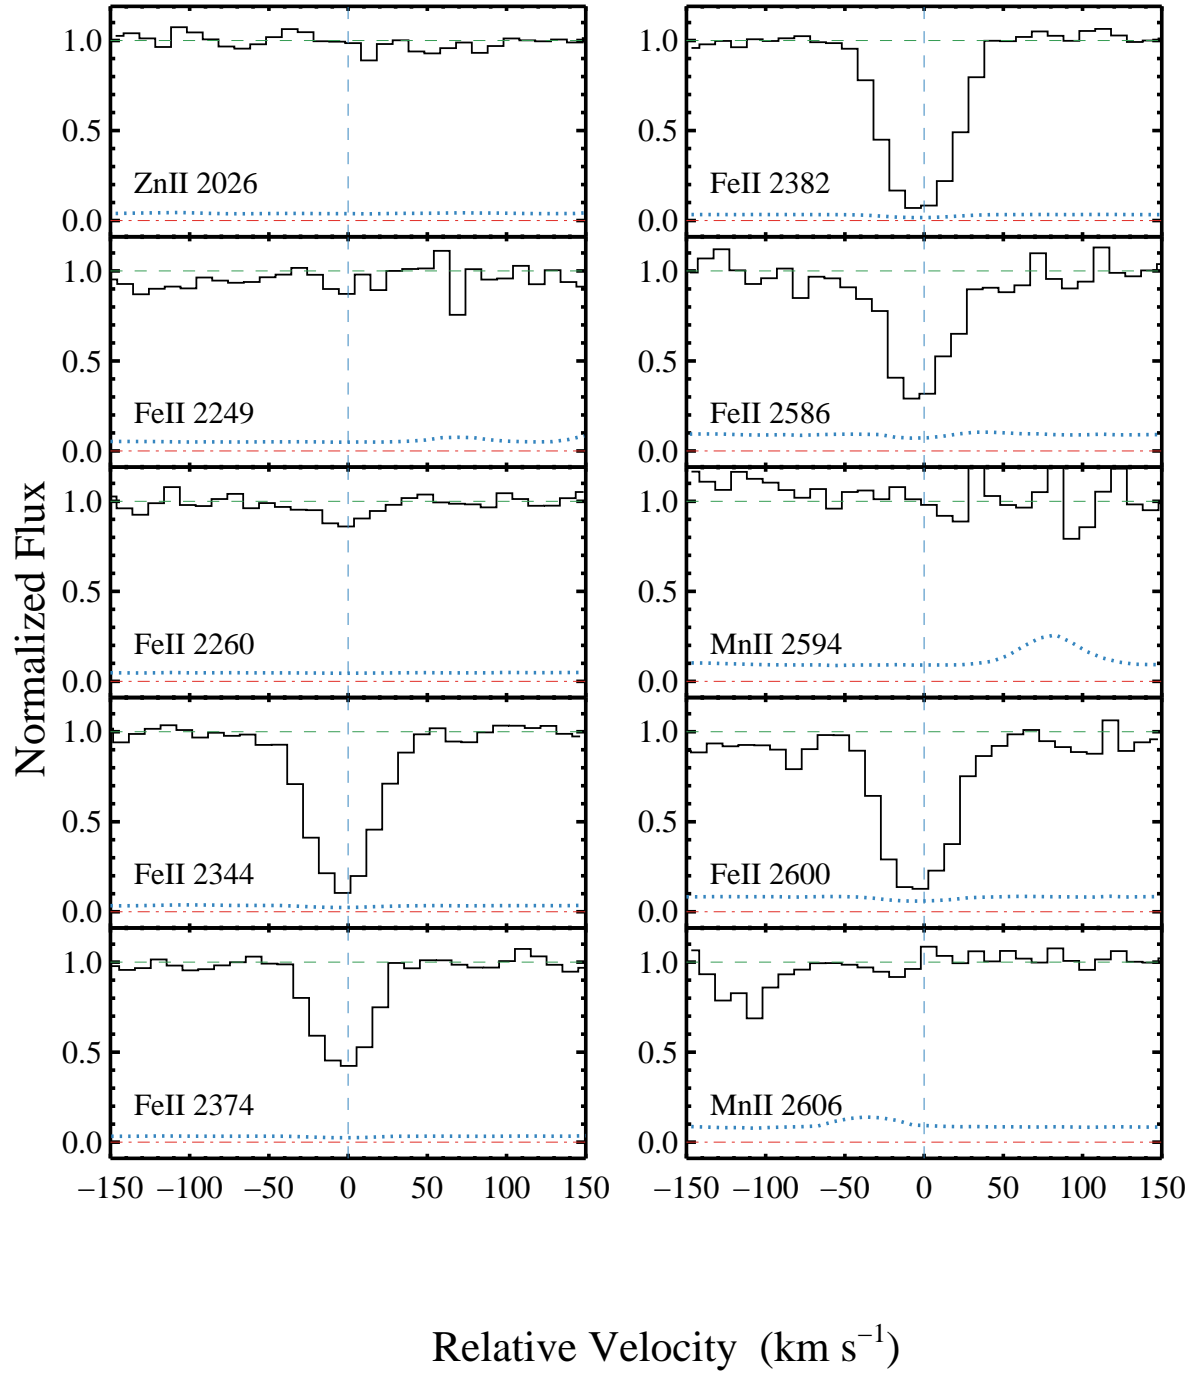 1.0
0.5
0.0
ZnII 2026
1.0
0.5
0.0
FeII 2249
1.0
0.5
0.0
FeII 2260
1.0
0.5
0.0
FeII 2344
1.0
0.5
0.0
FeII 2374
−150 −100 −50 0 50 100 150
1.0
0.5
0.0
FeII 2382
1.0
0.5
0.0
FeII 2586
1.0
0.5
0.0
MnII 2594
1.0
0.5
0.0
FeII 2600
1.0
0.5
0.0
MnII 2606
−150 −100 −50 0 50 100 150
Normalized Flux
Relative Velocity (km s⁻¹)